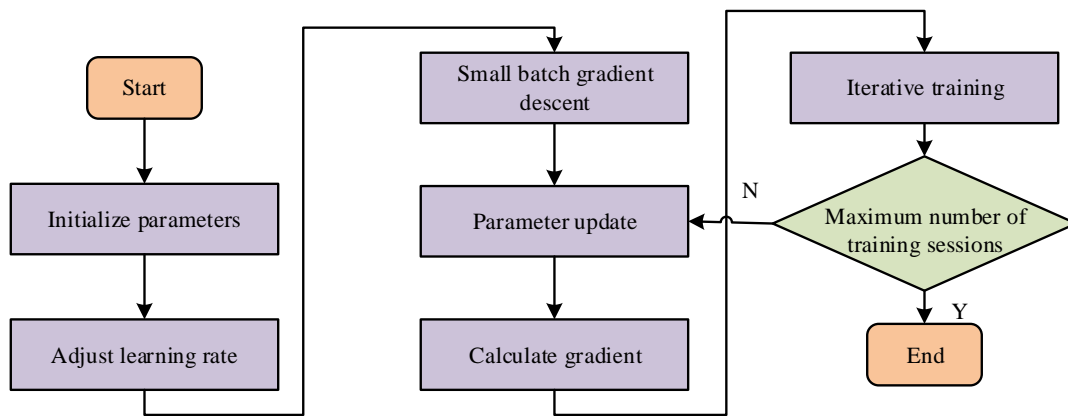 Start
Initialize parameters
Adjust learning rate
Small batch gradient
descent
Parameter update
Calculate gradient
Iterative training
N
Maximum number of
training sessions
Y
End